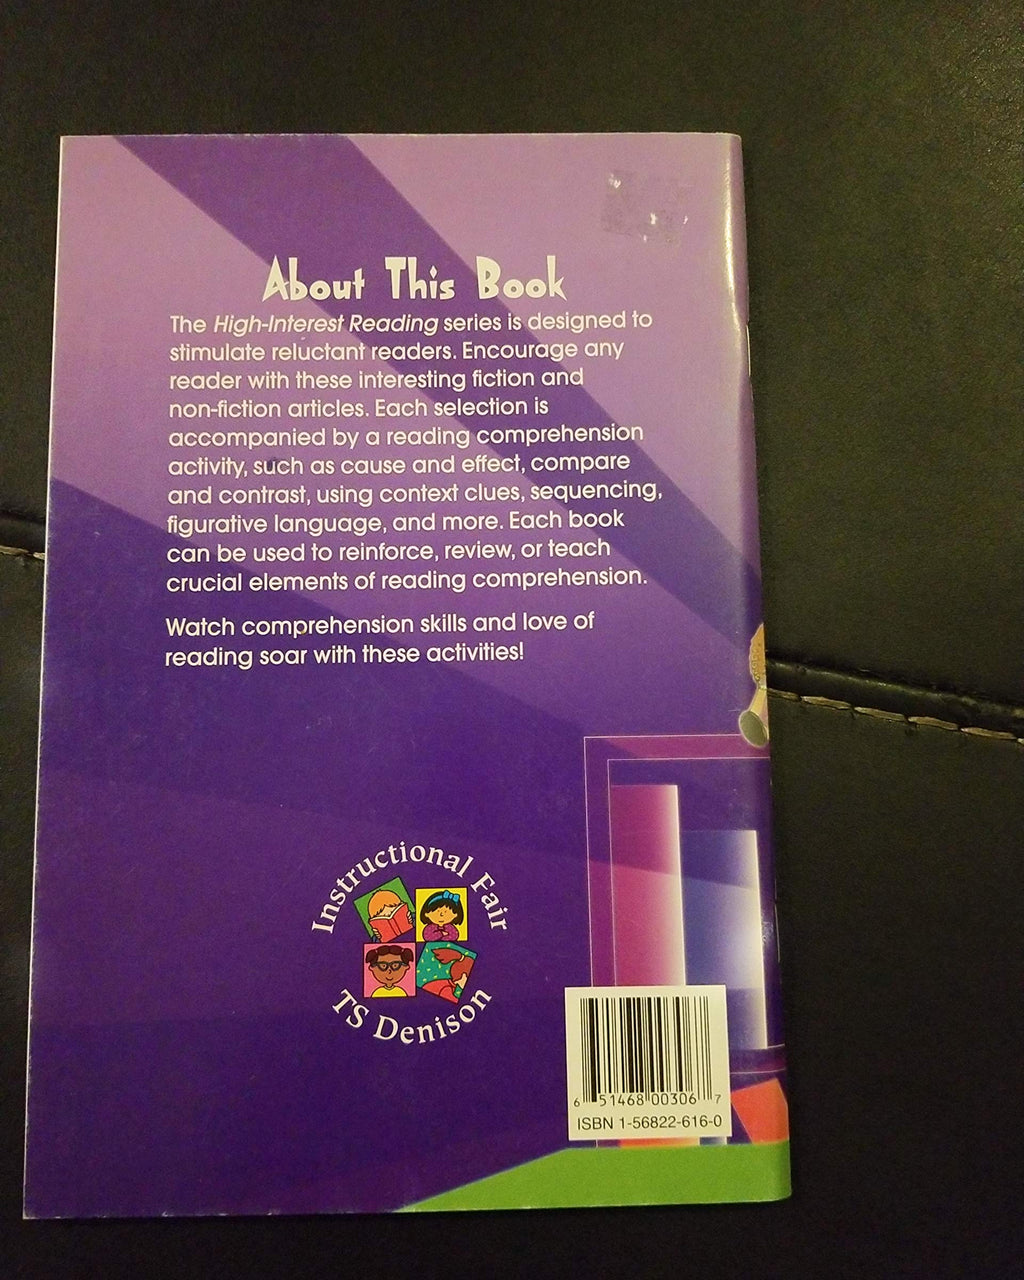 About This Book
The High-Interest Reading series is designed to
stimulate reluctant readers. Encourage any
reader with these interesting fiction and
non-fiction articles. Each selection is
accompanied by a reading comprehension
activity, such as cause and effect, compare
and contrast, using context clues, sequencing,
figurative language, and more. Each book
can be used to reinforce, review, or teach
crucial elements of reading comprehension.
Watch comprehension skills and love of
reading soar with these activities!
Instructional Fair
TS Denison
6 51468 00306 7
ISBN 1-56822-616-0